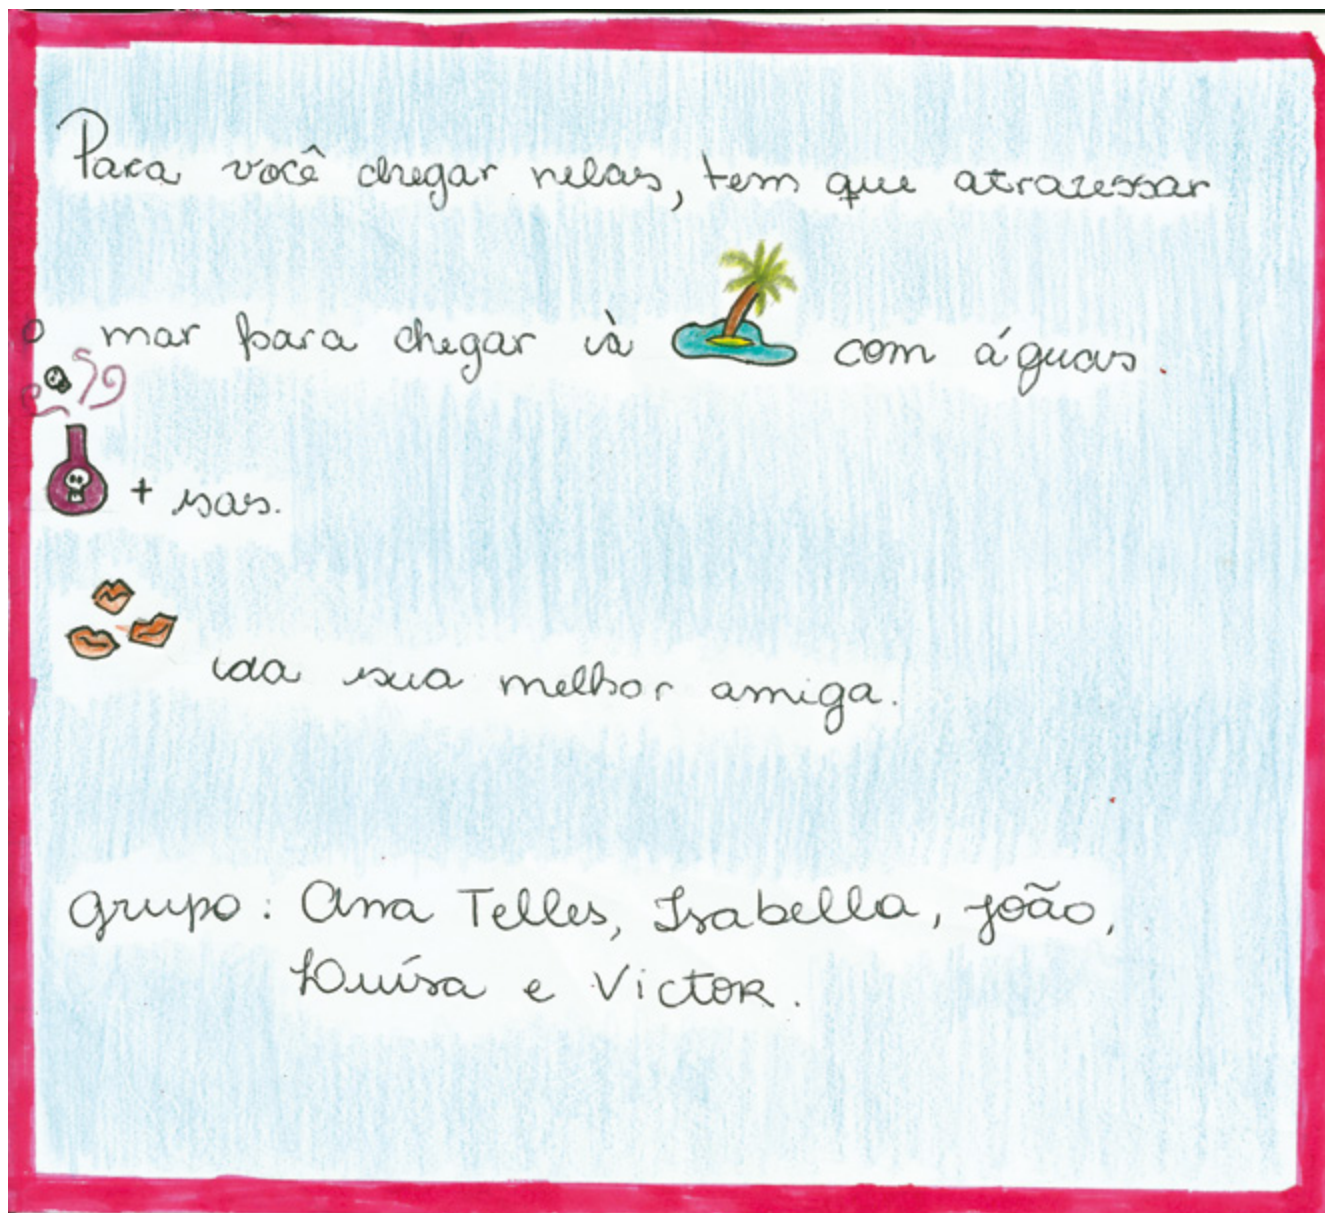 Para você chegar nelas, tem que atravessar
o mar para chegar à com águas.
+ sas.
da sua melhor amiga.
grupo: Ana Telles, Isabella, João,
Luísa e Victor.